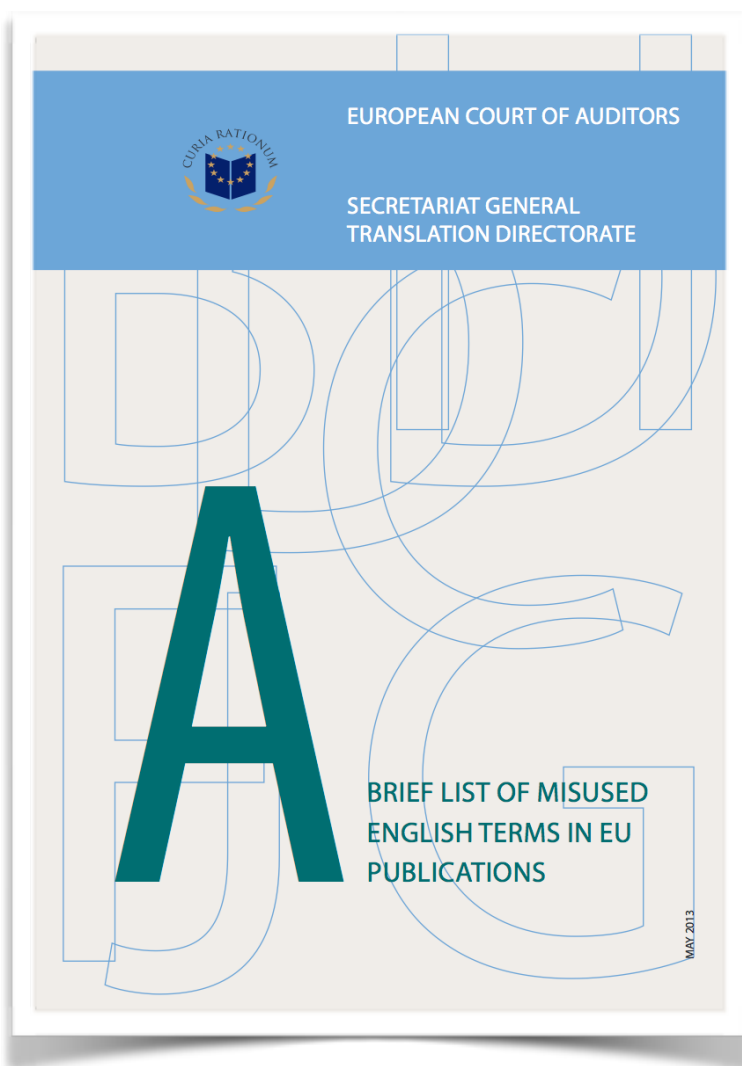 CURIA RATIONUM
EUROPEAN COURT OF AUDITORS
SECRETARIAT GENERAL
TRANSLATION DIRECTORATE
A
BRIEF LIST OF MISUSED
ENGLISH TERMS IN EU
PUBLICATIONS
MAY 2013